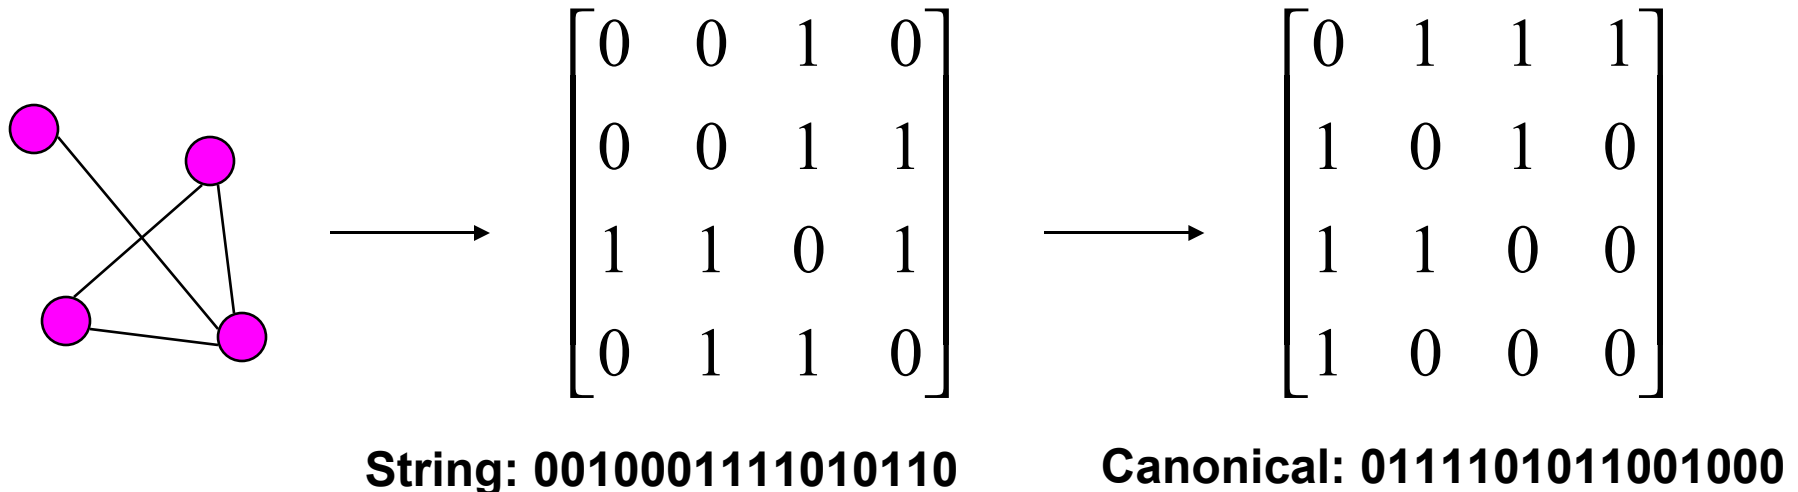 0 0 1 0
0 0 1 1
1 1 0 1
0 1 1 0
String: 0010001111010110
0 1 1 1
1 0 1 0
1 1 0 0
1 0 0 0
Canonical: 0111101011001000